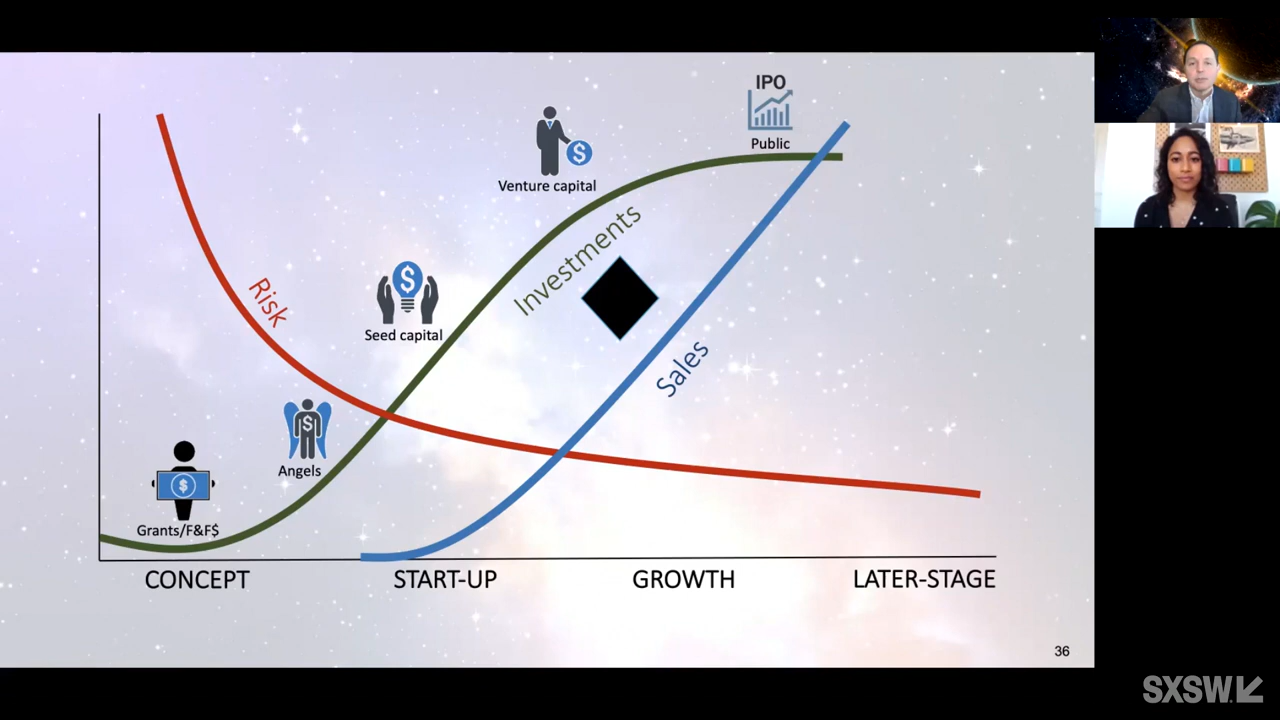 IPO
Public
Venture capital
Investments
Risk
Seed capital
Sales
Angels
Grants/F&F$
CONCEPT
START-UP
GROWTH
LATER-STAGE
36
SXSW